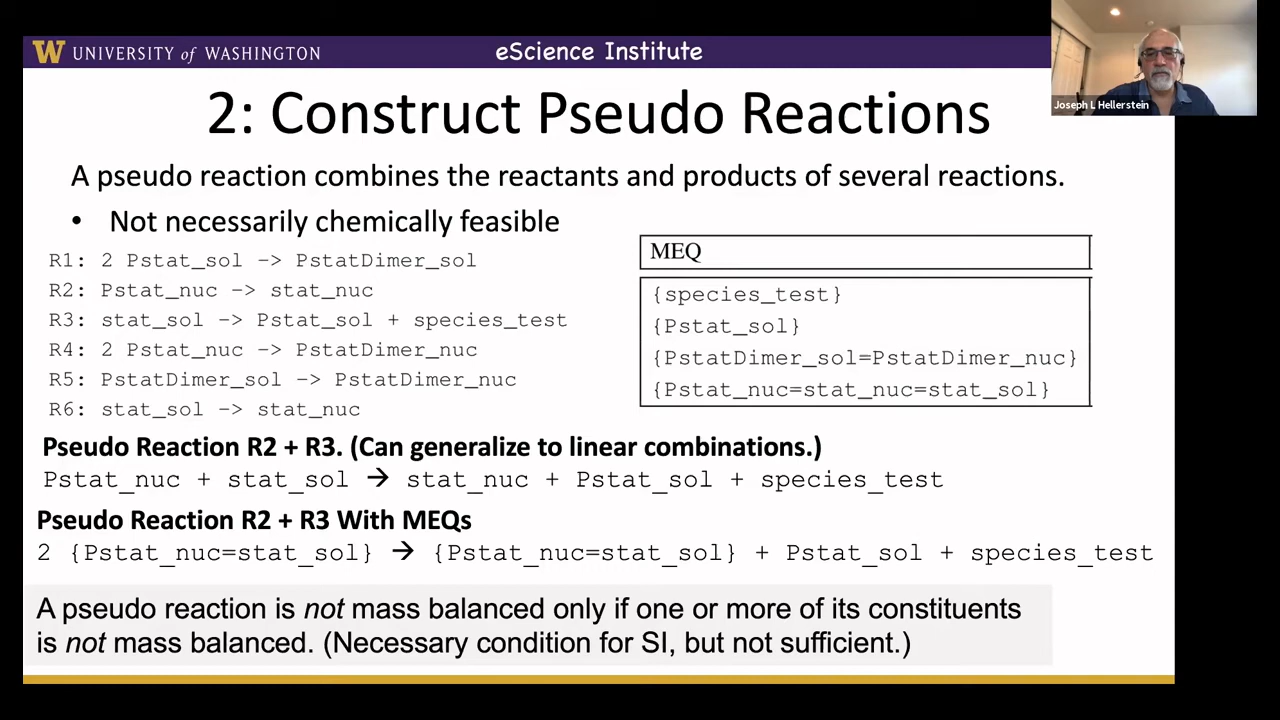 W UNIVERSITY of WASHINGTON
eScience Institute
Joseph L Hellerstein
2: Construct Pseudo Reactions
A pseudo reaction combines the reactants and products of several reactions.
• Not necessarily chemically feasible
R1: 2 Pstat_sol -> PstatDimer_sol
R2: Pstat_nuc -> stat_nuc
R3: stat_sol -> Pstat_sol + species_test
R4: 2 Pstat_nuc -> PstatDimer_nuc
R5: PstatDimer_sol -> PstatDimer_nuc
R6: stat_sol -> stat_nuc
MEQ
{species_test}
{Pstat_sol}
{PstatDimer_sol=PstatDimer_nuc}
{Pstat_nuc=stat_nuc=stat_sol}
Pseudo Reaction R2 + R3. (Can generalize to linear combinations.)
Pstat_nuc + stat_sol → stat_nuc + Pstat_sol + species_test
Pseudo Reaction R2 + R3 With MEQs
2 {Pstat_nuc=stat_sol} → {Pstat_nuc=stat_sol} + Pstat_sol + species_test
A pseudo reaction is not mass balanced only if one or more of its constituents
is not mass balanced. (Necessary condition for SI, but not sufficient.)